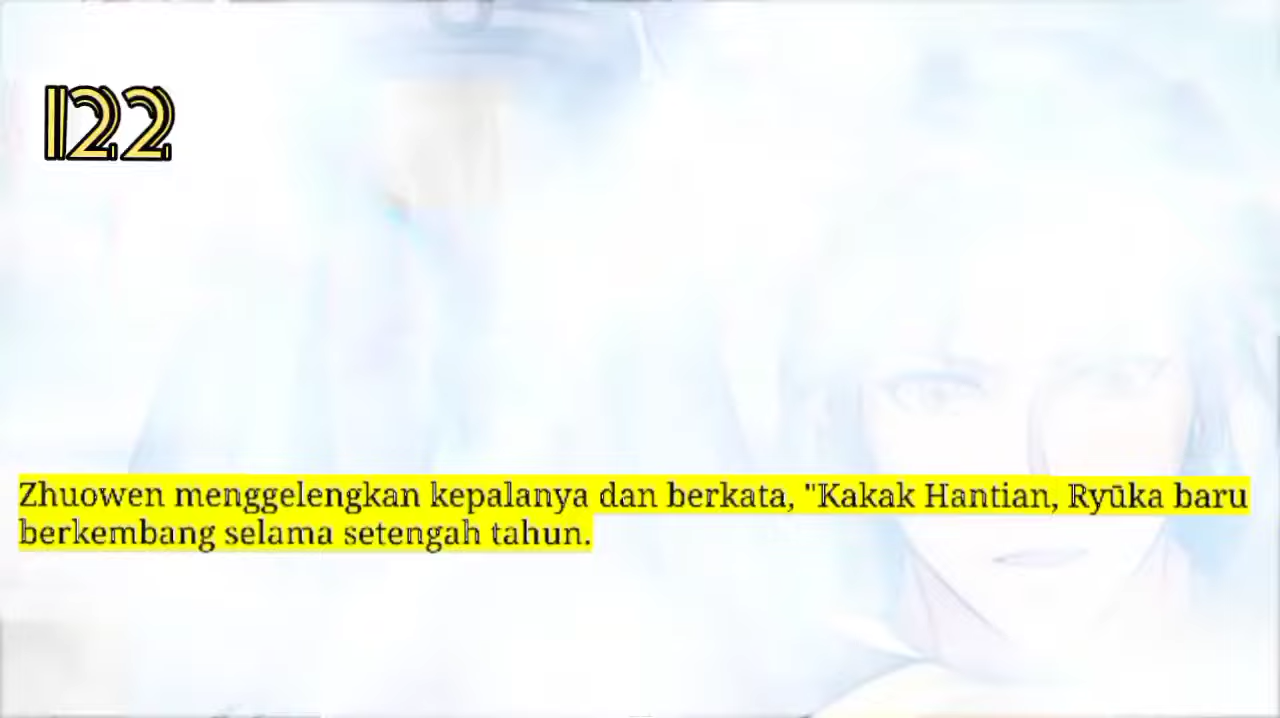 122
Zhuowen menggelengkan kepalanya dan berkata, "Kakak Hantian, Ryūka baru
berkembang selama setengah tahun.